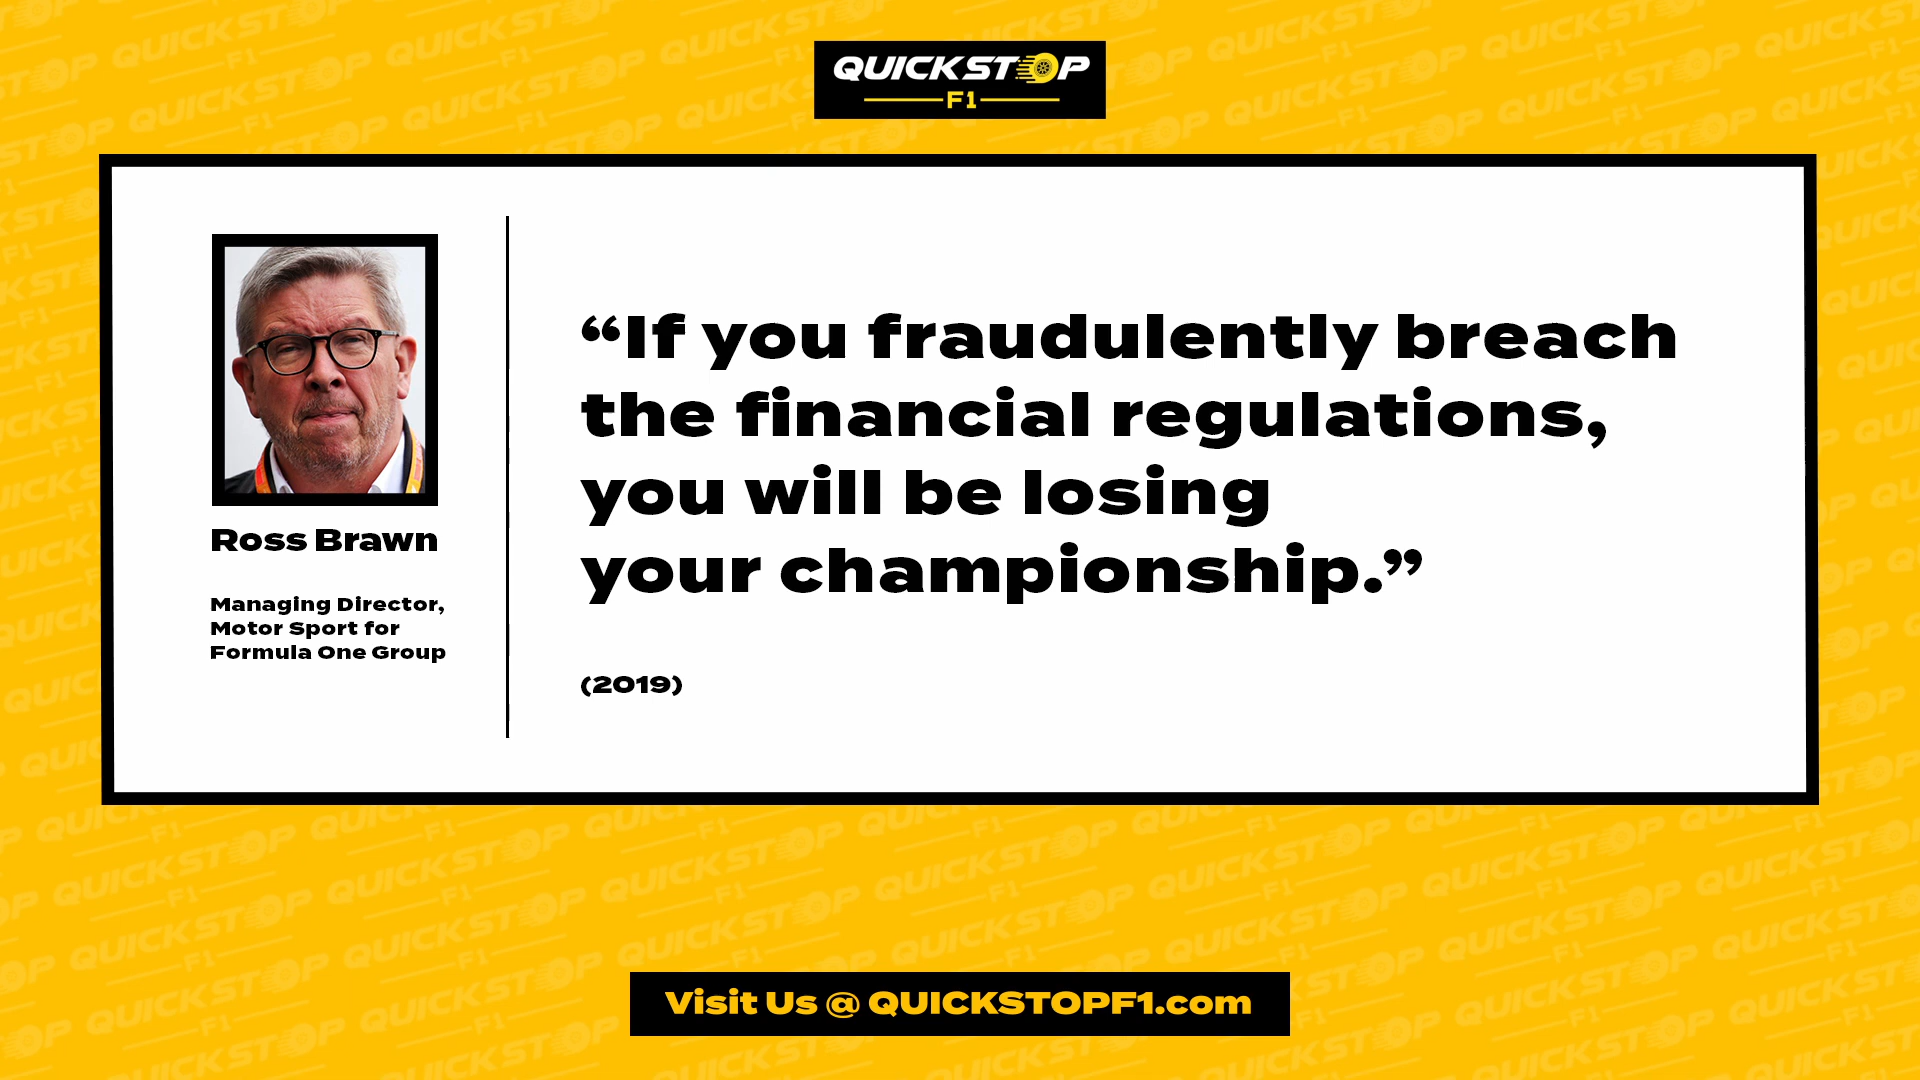 QUICKSTOP
F1
“If you fraudulently breach
the financial regulations,
you will be losing
your championship.”
(2019)
Ross Brawn
Managing Director,
Motor Sport for
Formula One Group
Visit Us @ QUICKSTOPF1.com